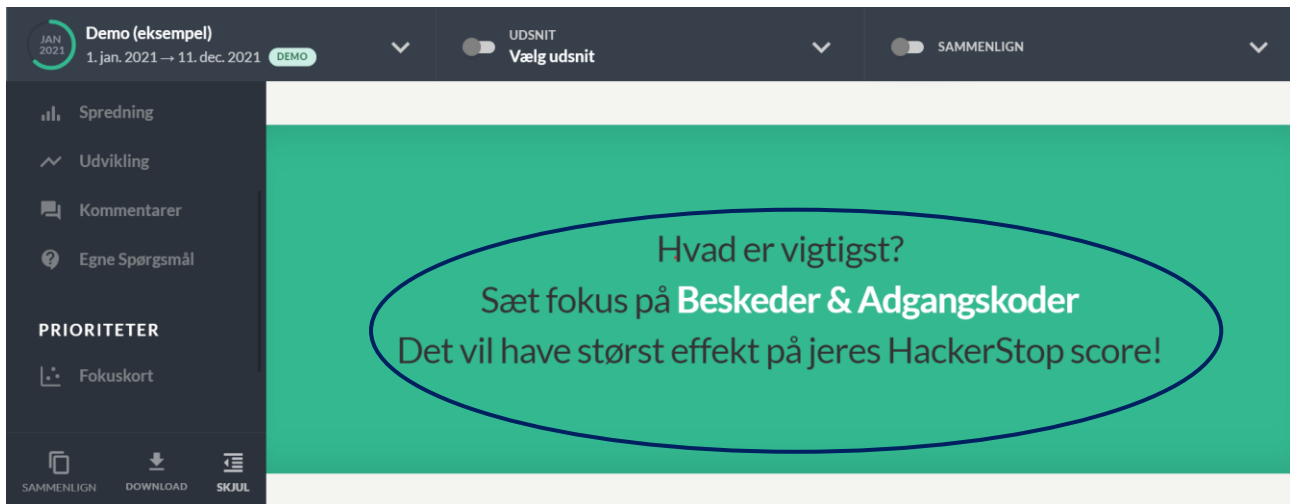 JAN
2021
Demo (eksempel)
1. jan. 2021 → 11. dec. 2021 DEMO
UDSNIT
Vælg udsnit
SAMMENLIGN
Spredning
Udvikling
Kommentarer
Egne Spørgsmål
PRIORITETER
Fokuskort
SAMMENLIGN
DOWNLOAD
SKJUL
Hvad er vigtigst?
Sæt fokus på Beskeder & Adgangskoder
Det vil have størst effekt på jeres HackerStop score!